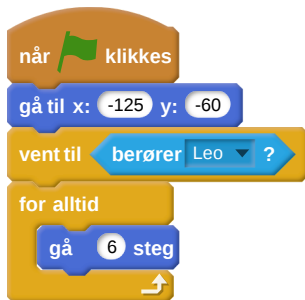 når klikkes
gå til x: -125 y: -60
vent til berører Leo ?
for alltid
gå 6 steg